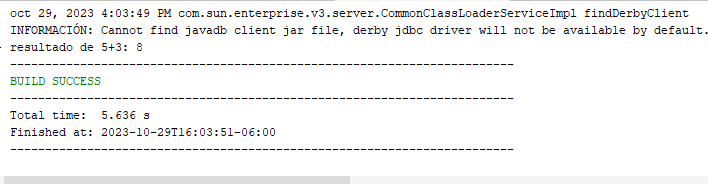 oct 29, 2023 4:03:49 PM com.sun.enterprise.v3.server.CommonClassLoaderServiceImpl findDerbyClient
INFORMACIÓN: Cannot find javadb client jar file, derby jdbc driver will not be available by default.
resultado de 5+3: 8
------------------------------------------------------------------------
BUILD SUCCESS
------------------------------------------------------------------------
Total time:  5.636 s
Finished at: 2023-10-29T16:03:51-06:00
------------------------------------------------------------------------